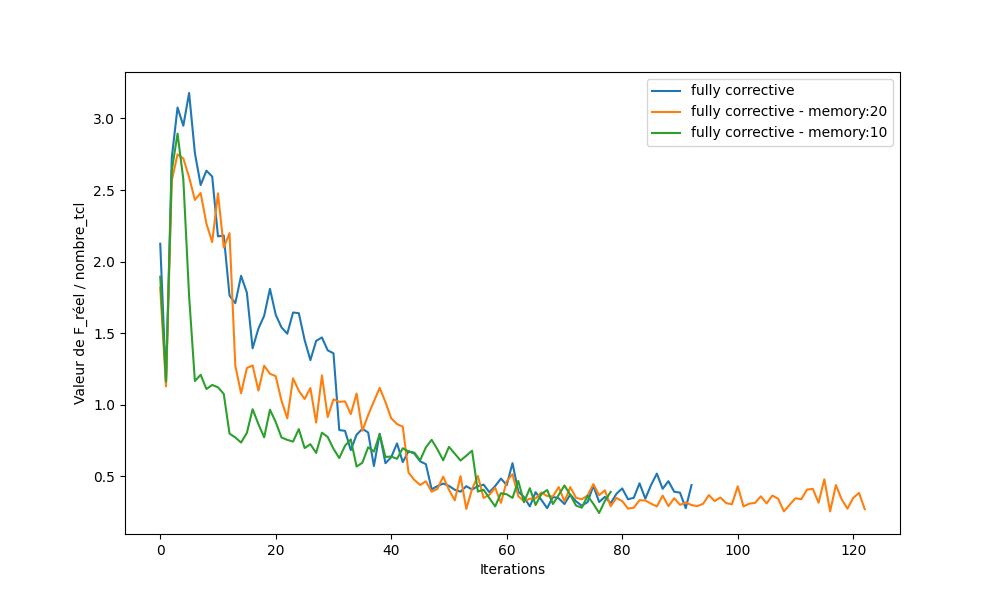 fully corrective
fully corrective - memory:20
fully corrective - memory:10
Valeur de F_réel / nombre_tcl
3.0
2.5
2.0
1.5
1.0
0.5
0
20
40
60
80
100
120
Iterations